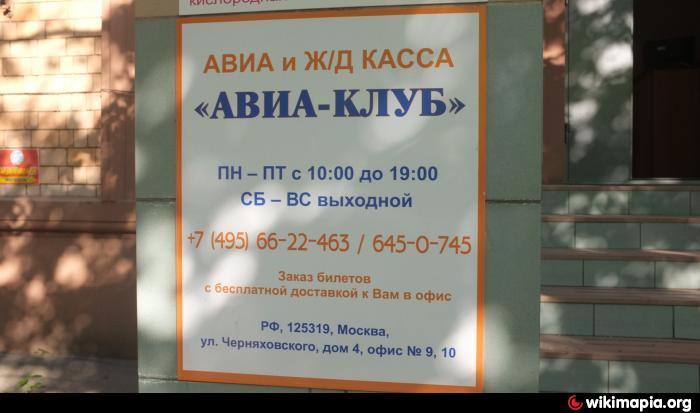 кислородны
АВИА и Ж/Д КАССА
«АВИА-КЛУБ»
ПН – ПТ с 10:00 до 19:00
СБ – ВС выходной
+7 (495) 66-22-463 / 645-0-745
Заказ билетов
с бесплатной доставкой к Вам в офис
РФ, 125319, Москва,
ул. Черняховского, дом 4, офис № 9, 10
wikimapia.org